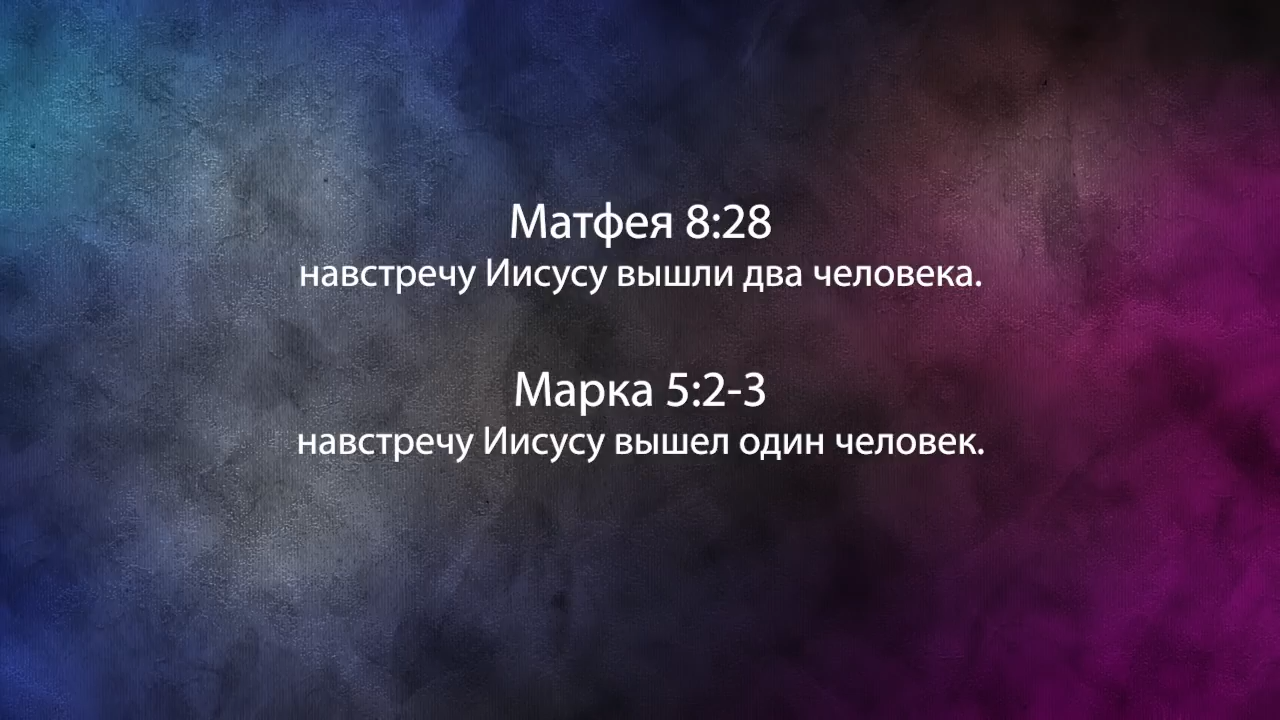 Матфея 8:28
навстречу Иисусу вышли два человека.
Марка 5:2-3
навстречу Иисусу вышел один человек.